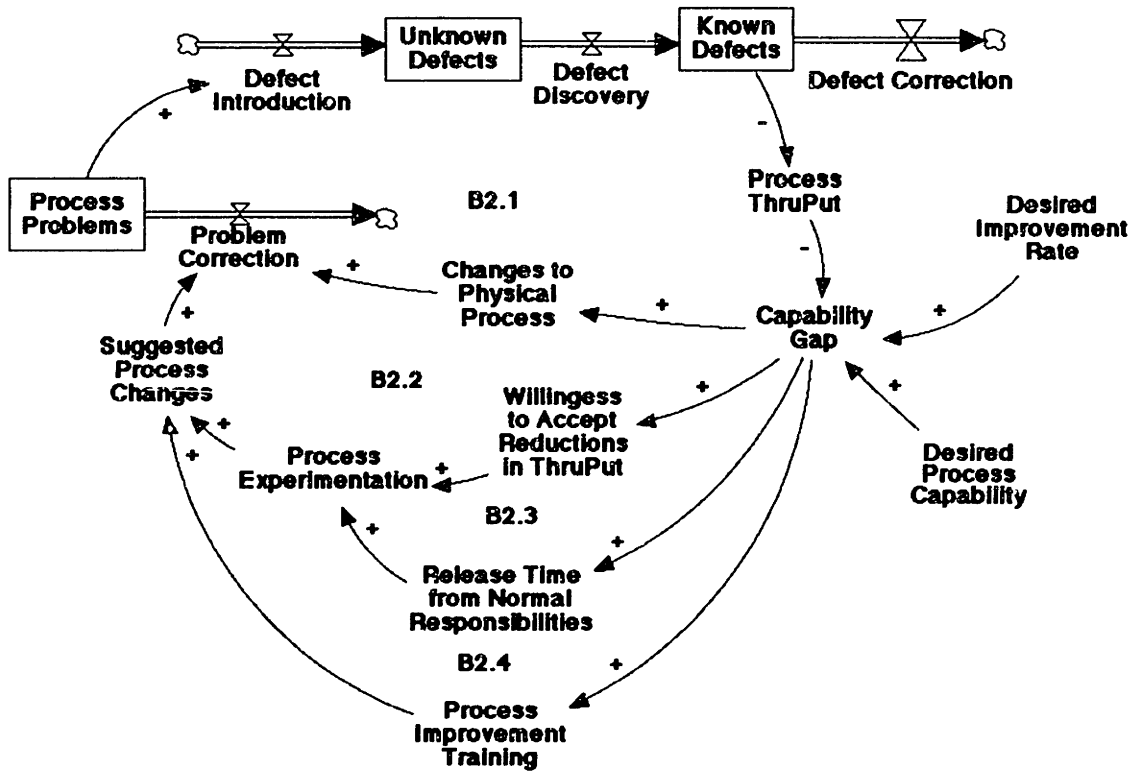 Unknown
Defects
Known
Defects
Defect
Introduction
Defect
Discovery
Defect Correction
+
-
Process
Problems
Process
ThruPut
B2.1
Desired
Improvement
Rate
Problem
Correction
+
-
Changes to
Physical
Process
+
+
+
Capability
Gap
Suggested
Process
Changes
B2.2
+
+
Willingess
to Accept
Reductions
in ThruPut
+
+
Process
Experimentation
+
Desired
Process
Capability
B2.3
+
+
Release Time
from Normal
Responsibilities
B2.4
+
Process
Improvement
Training